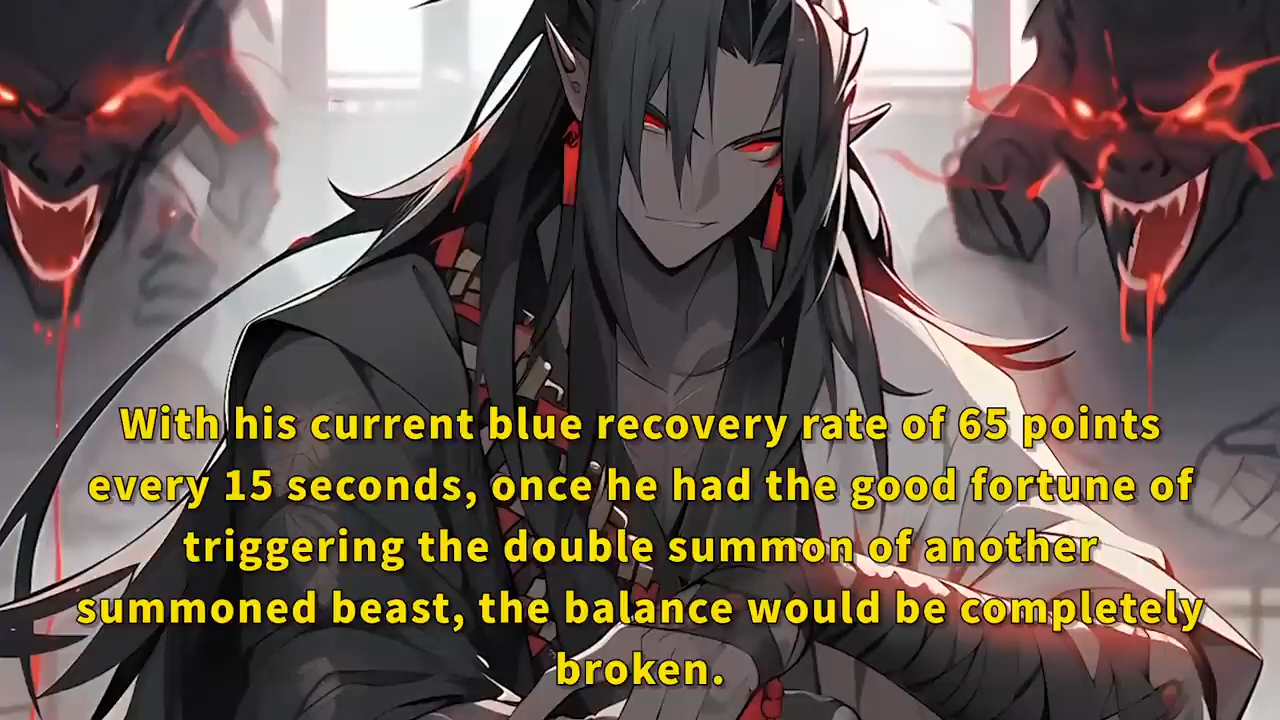 With his current blue recovery rate of 65 points
every 15 seconds, once he had the good fortune of
triggering the double summon of another
summoned beast, the balance would be completely
broken.